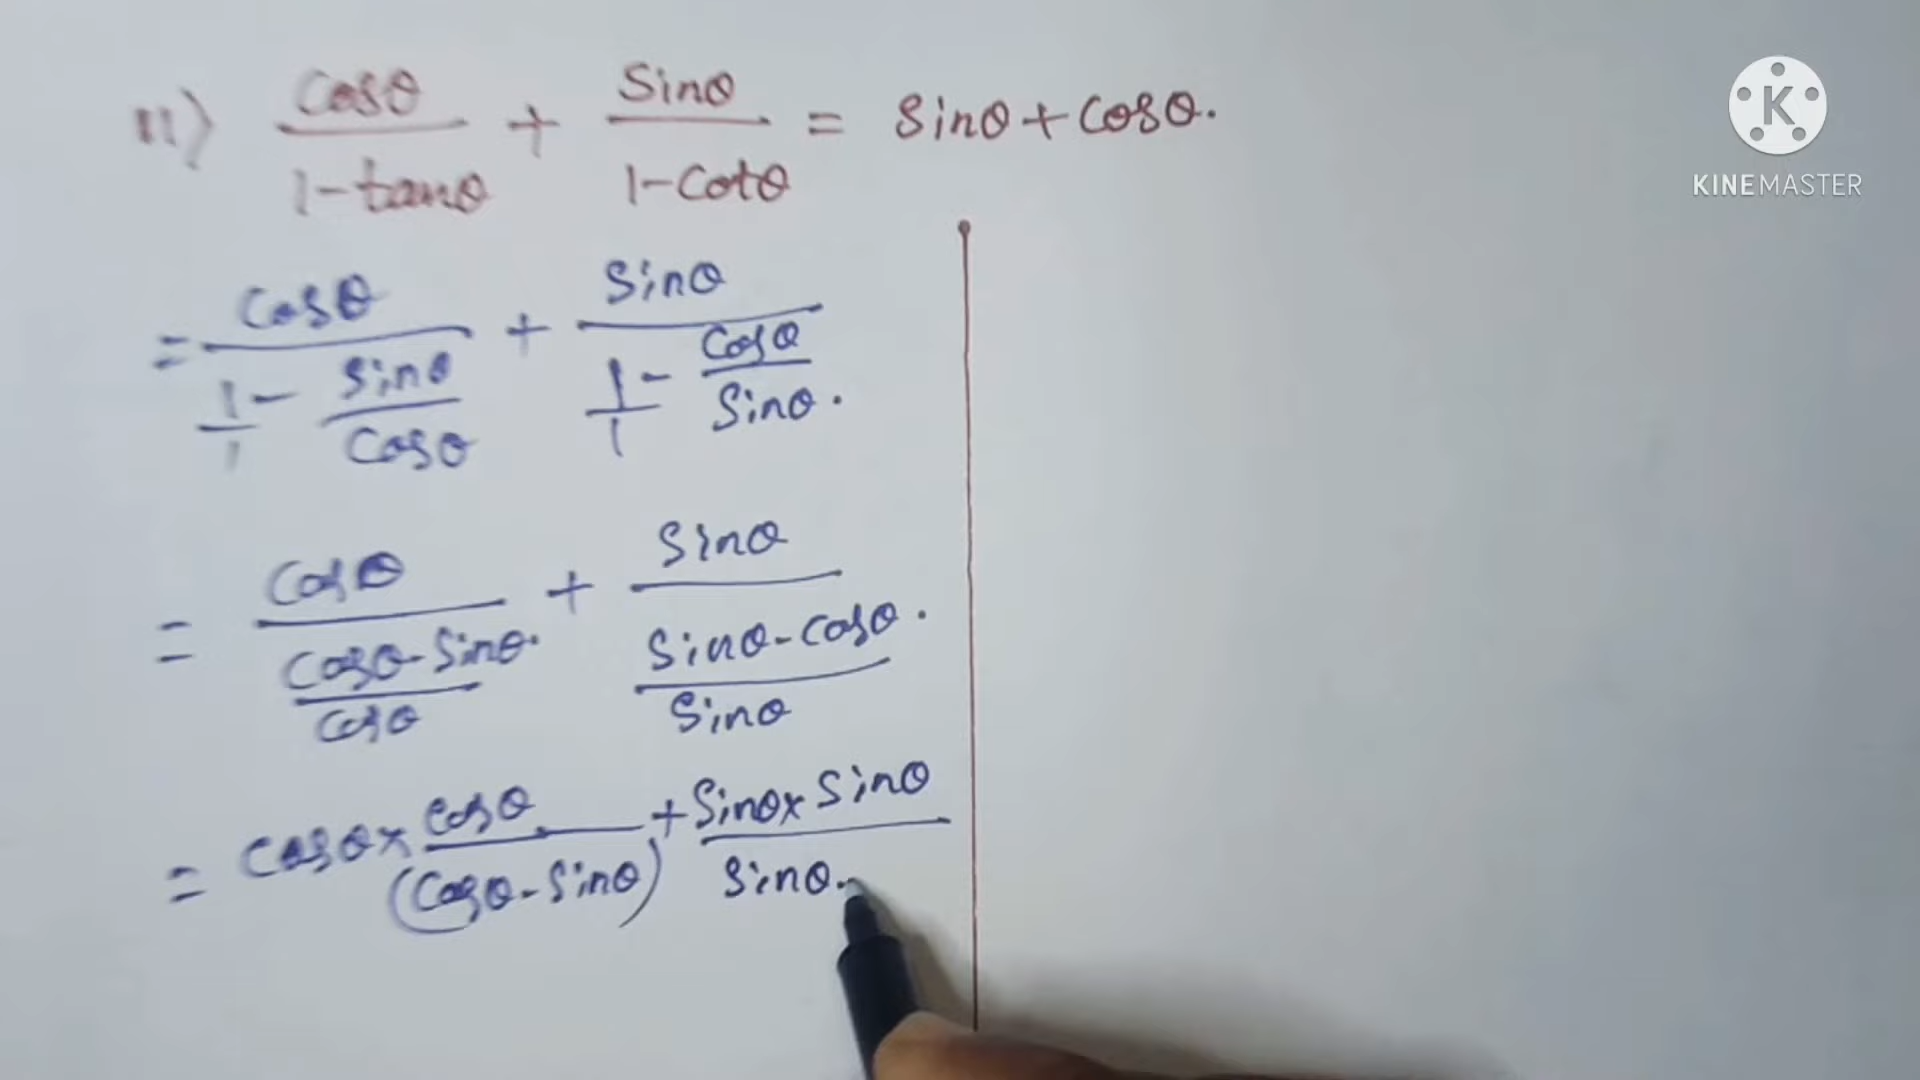 11) Cosθ/1-tanθ + Sinθ/1-Cotθ = Sinθ+Cosθ.
= Cosθ/(1/1 - Sinθ/Cosθ) + Sinθ/(1/1 - Cosθ/Sinθ).
= Cosθ/((Cosθ-Sinθ.)/Cosθ) + Sinθ/((Sinθ-Cosθ.)/Sinθ)
= Cosθ×Cosθ/(Cosθ-Sinθ) + Sinθ×Sinθ/Sinθ-
K
KINEMASTER